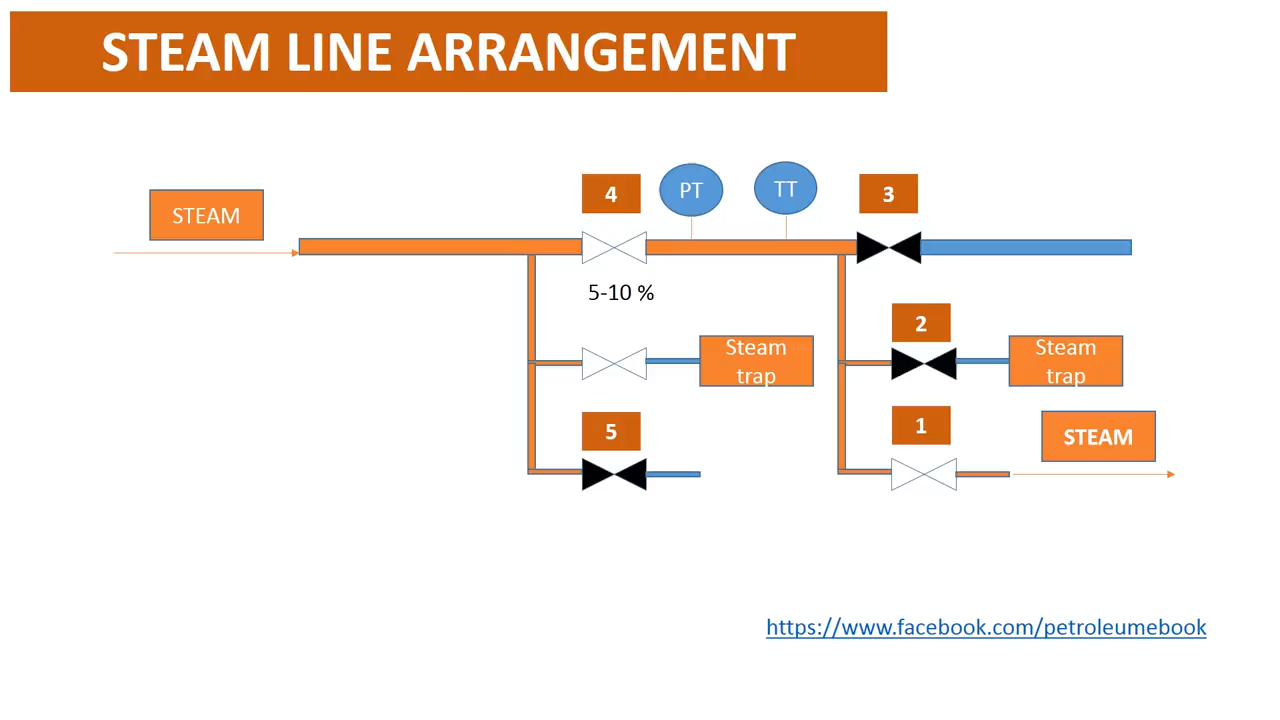 STEAM LINE ARRANGEMENT
STEAM
4
PT
TT
3
5-10 %
2
Steam
trap
Steam
trap
5
1
STEAM
https://www.facebook.com/petroleumebook